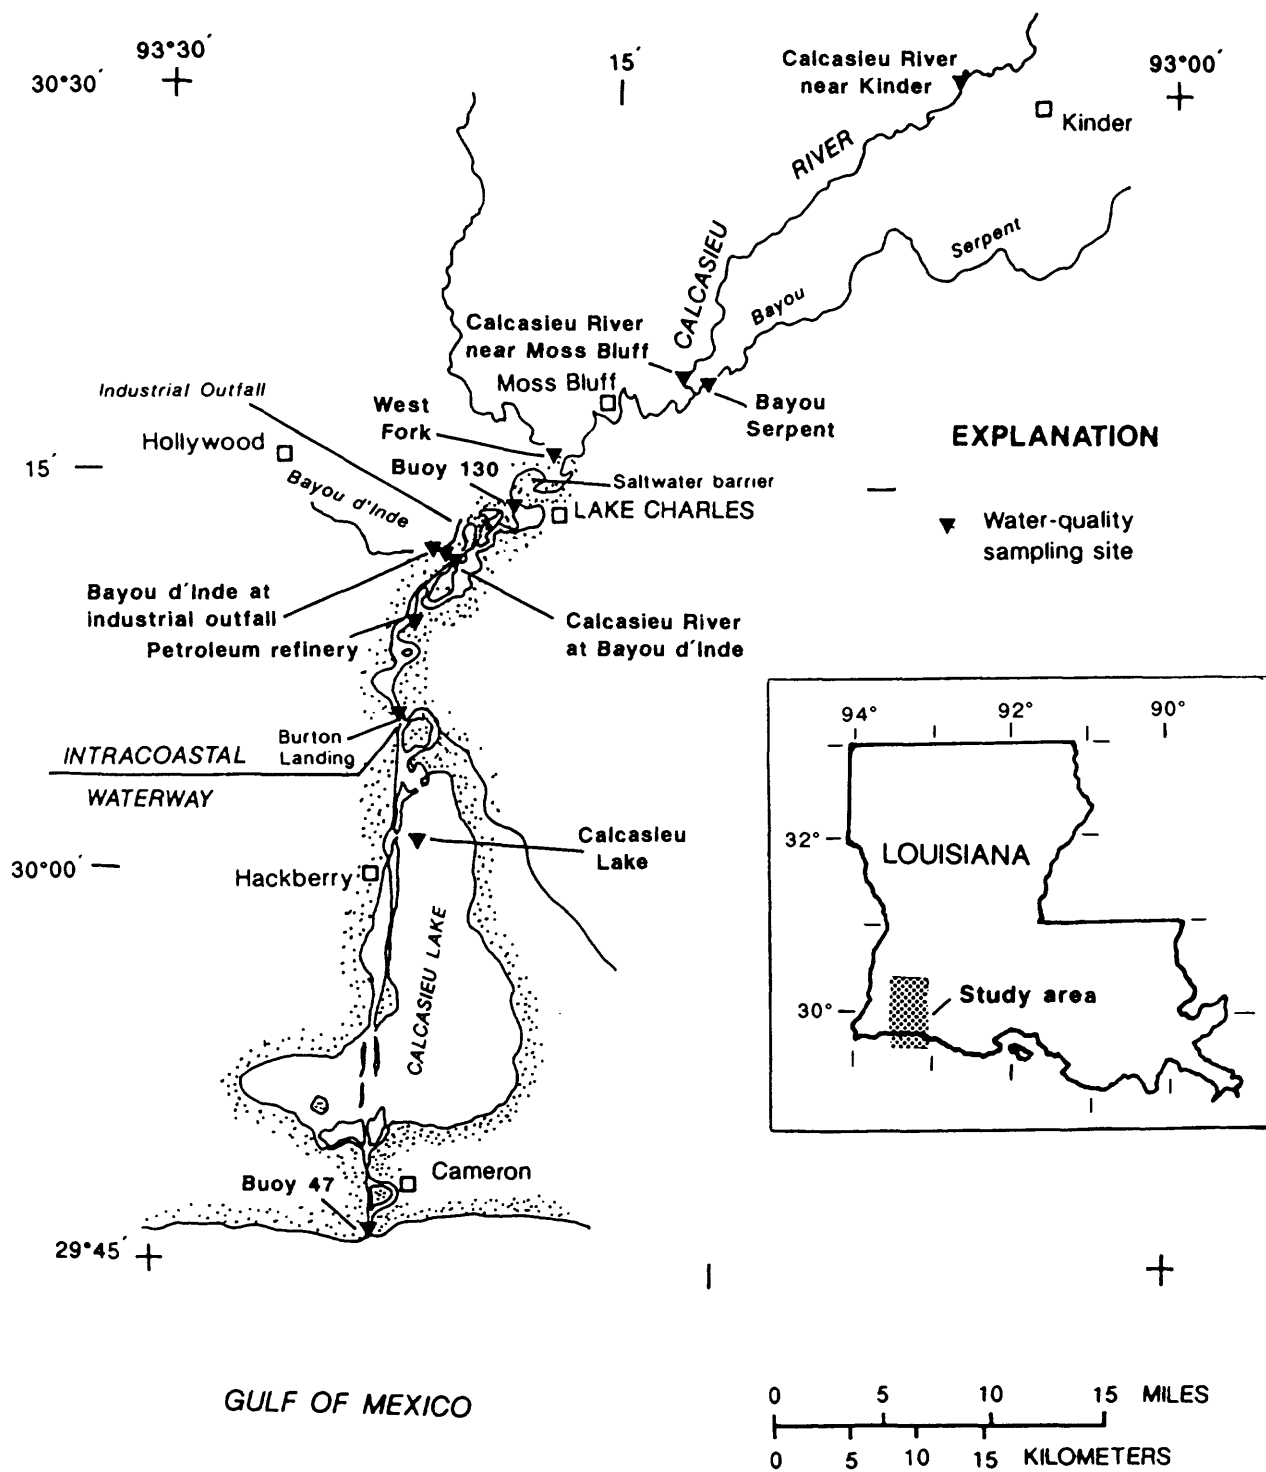 93°30′
30°30′
15′
Calcasieu River
near Kinder
93°00′
Kinder
RIVER
CALCASIEU
Serpent
Bayou
Calcasieu River
near Moss Bluff
Moss Bluff
Industrial Outfall
West
Fork
Bayou
Serpent
Hollywood
EXPLANATION
15′
Buoy 130
Saltwater barrier
Bayou d'Inde
LAKE CHARLES
Water-quality
sampling site
Bayou d'Inde at
industrial outfall
Calcasieu River
at Bayou d'Inde
Petroleum refinery
Burton
Landing
INTRACOASTAL
WATERWAY
94°
92°
90°
32°
LOUISIANA
30°
Study area
Calcasieu
Lake
30°00′
Hackberry
CALCASIEU LAKE
Cameron
Buoy 47
29°45′
GULF OF MEXICO
0 5 10 15 MILES
0 5 10 15 KILOMETERS